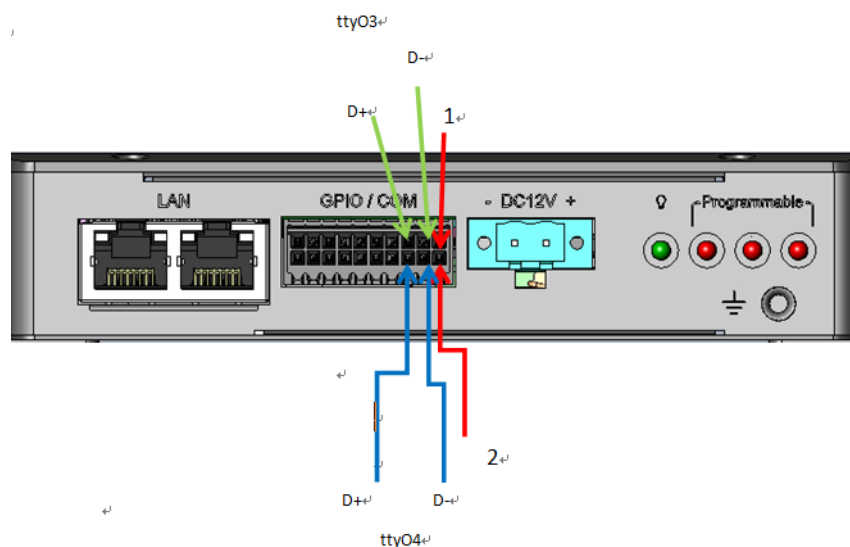 ttyO3
D-
D+
1
LAN
GPIO / COM
- DC12V +
Programmable
2
D+
D-
ttyO4